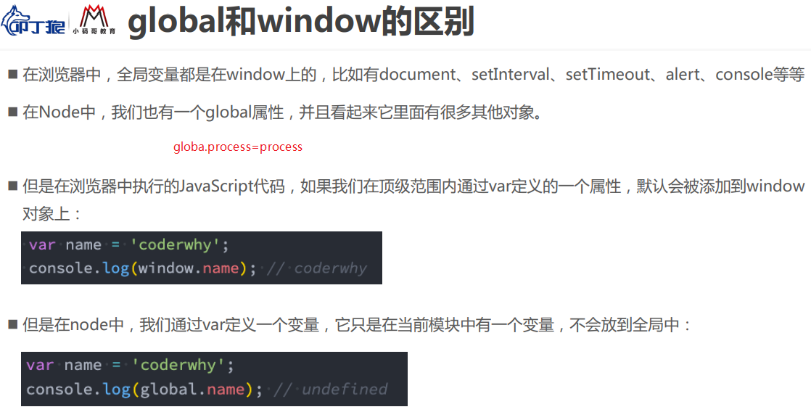 叩丁狼 小码哥教育 global和window的区别
■ 在浏览器中，全局变量都是在window上的，比如有document、setInterval、setTimeout、alert、console等等
■ 在Node中，我们也有一个global属性，并且看起来它里面有很多其他对象。
globa.process=process
■ 但是在浏览器中执行的JavaScript代码，如果我们在顶级范围内通过var定义的一个属性，默认会被添加到window
对象上：
var name = 'coderwhy';
console.log(window.name); // coderwhy
■ 但是在node中，我们通过var定义一个变量，它只是在当前模块中有一个变量，不会放到全局中：
var name = 'coderwhy';
console.log(global.name); // undefined